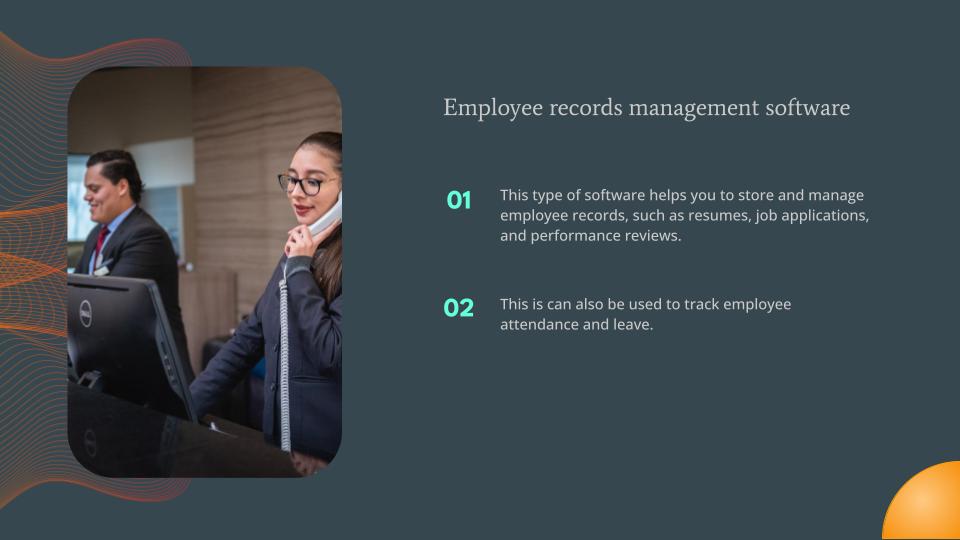 Employee records management software
01
This type of software helps you to store and manage
employee records, such as resumes, job applications,
and performance reviews.
02
This is can also be used to track employee
attendance and leave.
DELL